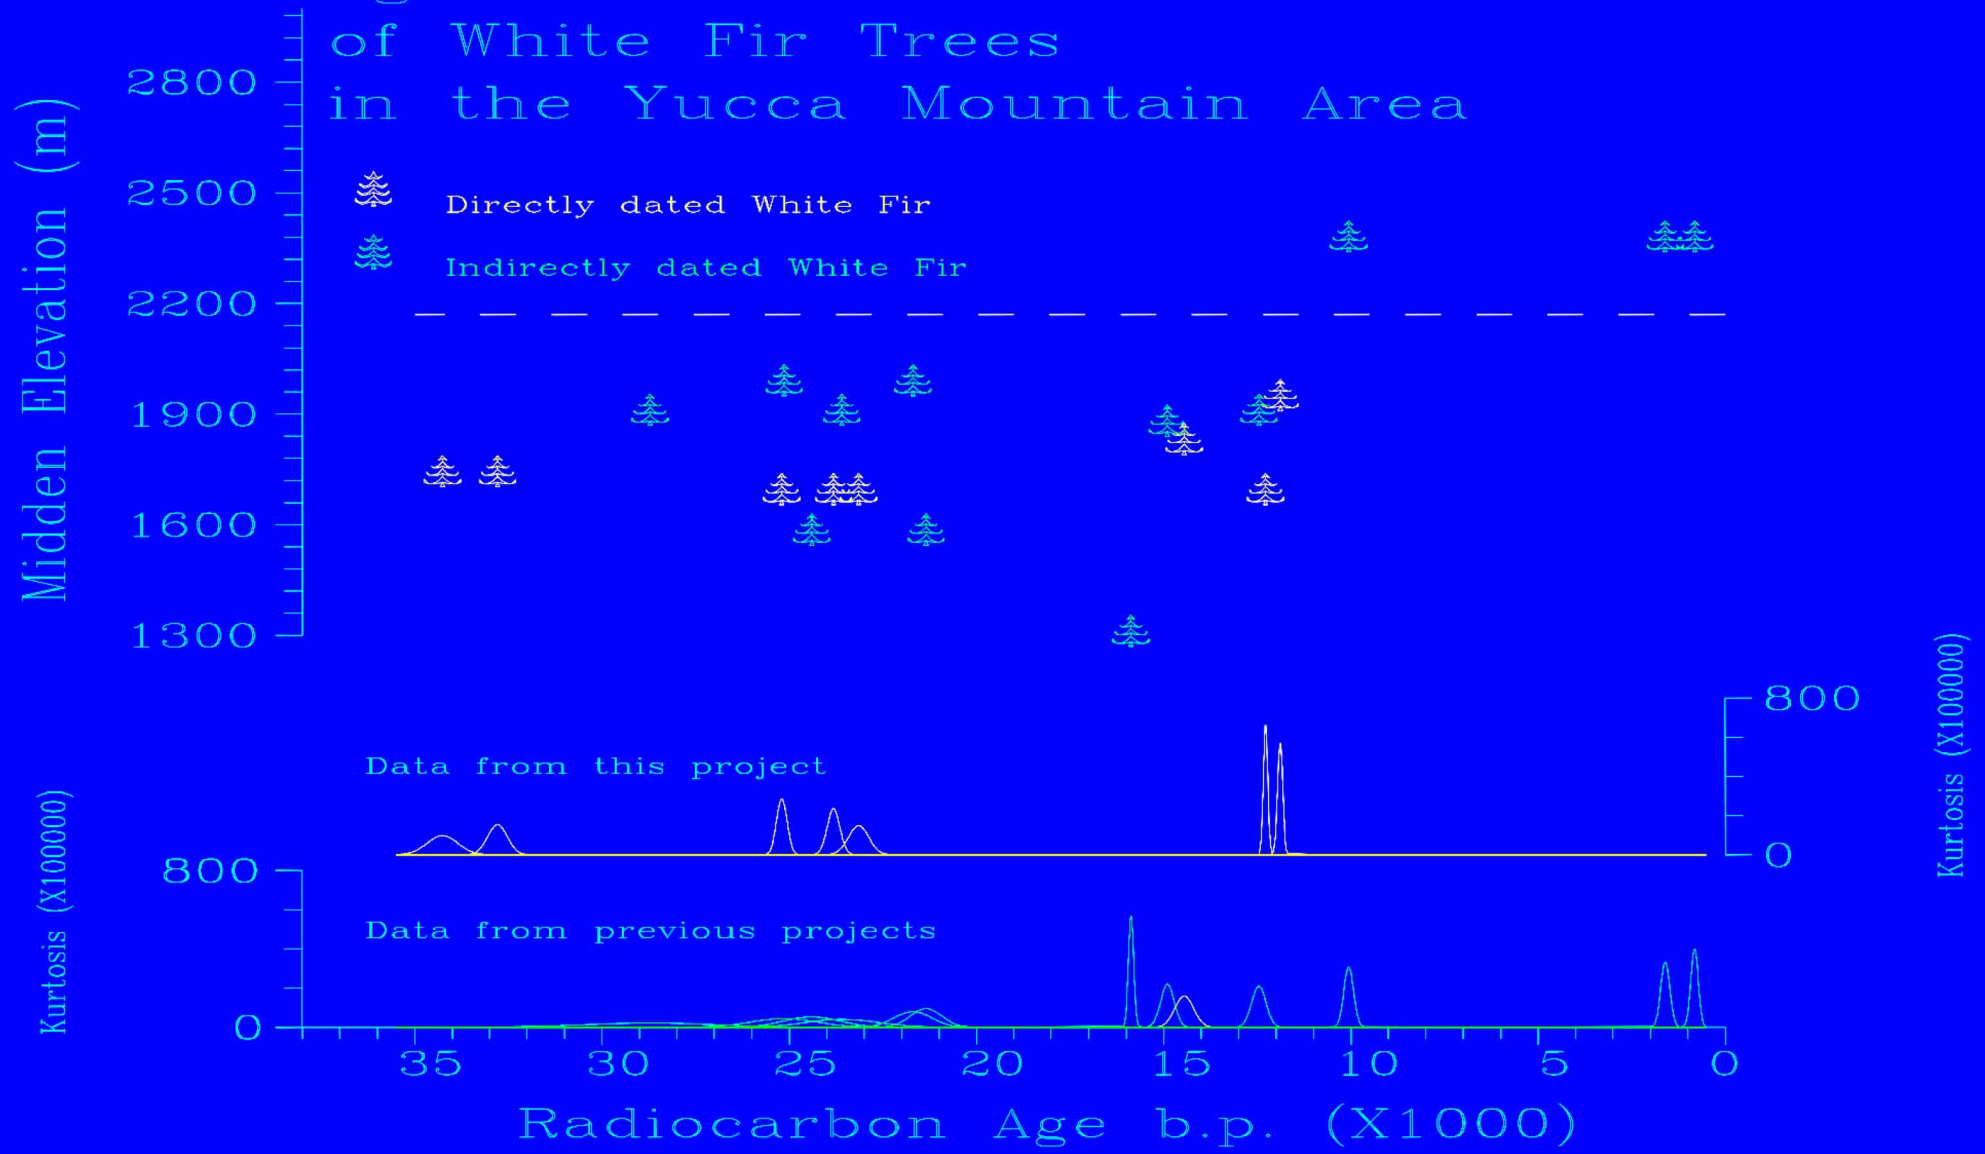 of White Fir Trees
in the Yucca Mountain Area
Midden Elevation (m)
2800
2500
2200
1900
1600
1300
Directly dated White Fir
Indirectly dated White Fir
Data from this project
800
0
Kurtosis (X100000)
Data from previous projects
800
0
Kurtosis (X100000)
35 30 25 20 15 10 5 0
Radiocarbon Age b.p. (X1000)